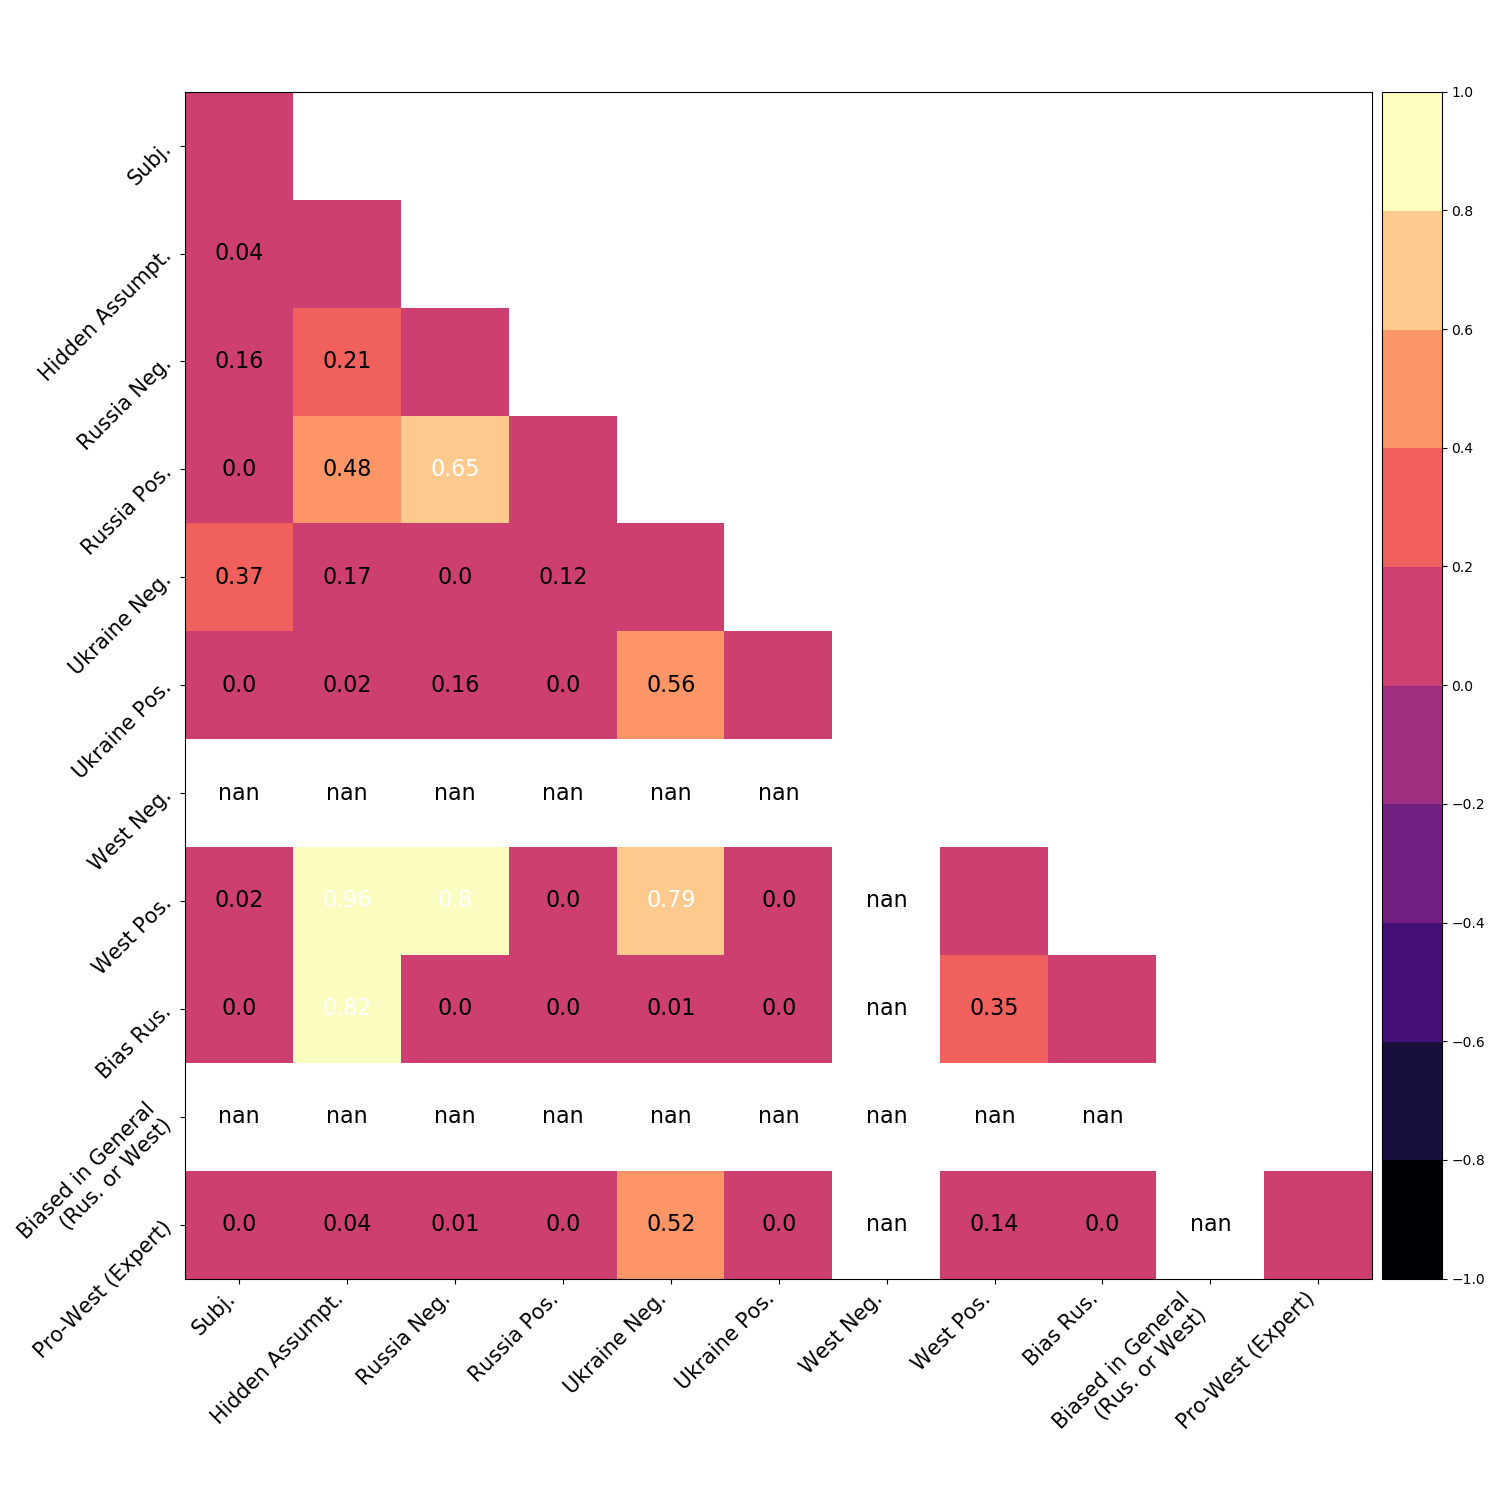 Subj.
Hidden Assumpt.
0.04
Russia Neg.
0.16 0.21
Russia Pos.
0.0 0.48 0.65
Ukraine Neg.
0.37 0.17 0.0 0.12
Ukraine Pos.
0.0 0.02 0.16 0.0 0.56
West Neg.
nan nan nan nan nan nan
West Pos.
0.02 0.96 0.8 0.0 0.79 0.0 nan
Bias Rus.
0.0 0.82 0.0 0.0 0.01 0.0 nan 0.35
Biased in General
(Rus. or West)
nan nan nan nan nan nan nan nan nan
Pro-West (Expert)
0.0 0.04 0.01 0.0 0.52 0.0 nan 0.14 0.0 nan
Subj.
Hidden Assumpt.
Russia Neg.
Russia Pos.
Ukraine Neg.
Ukraine Pos.
West Neg.
West Pos.
Bias Rus.
Biased in General
(Rus. or West)
Pro-West (Expert)
1.0
0.8
0.6
0.4
0.2
0.0
−0.2
−0.4
−0.6
−0.8
−1.0